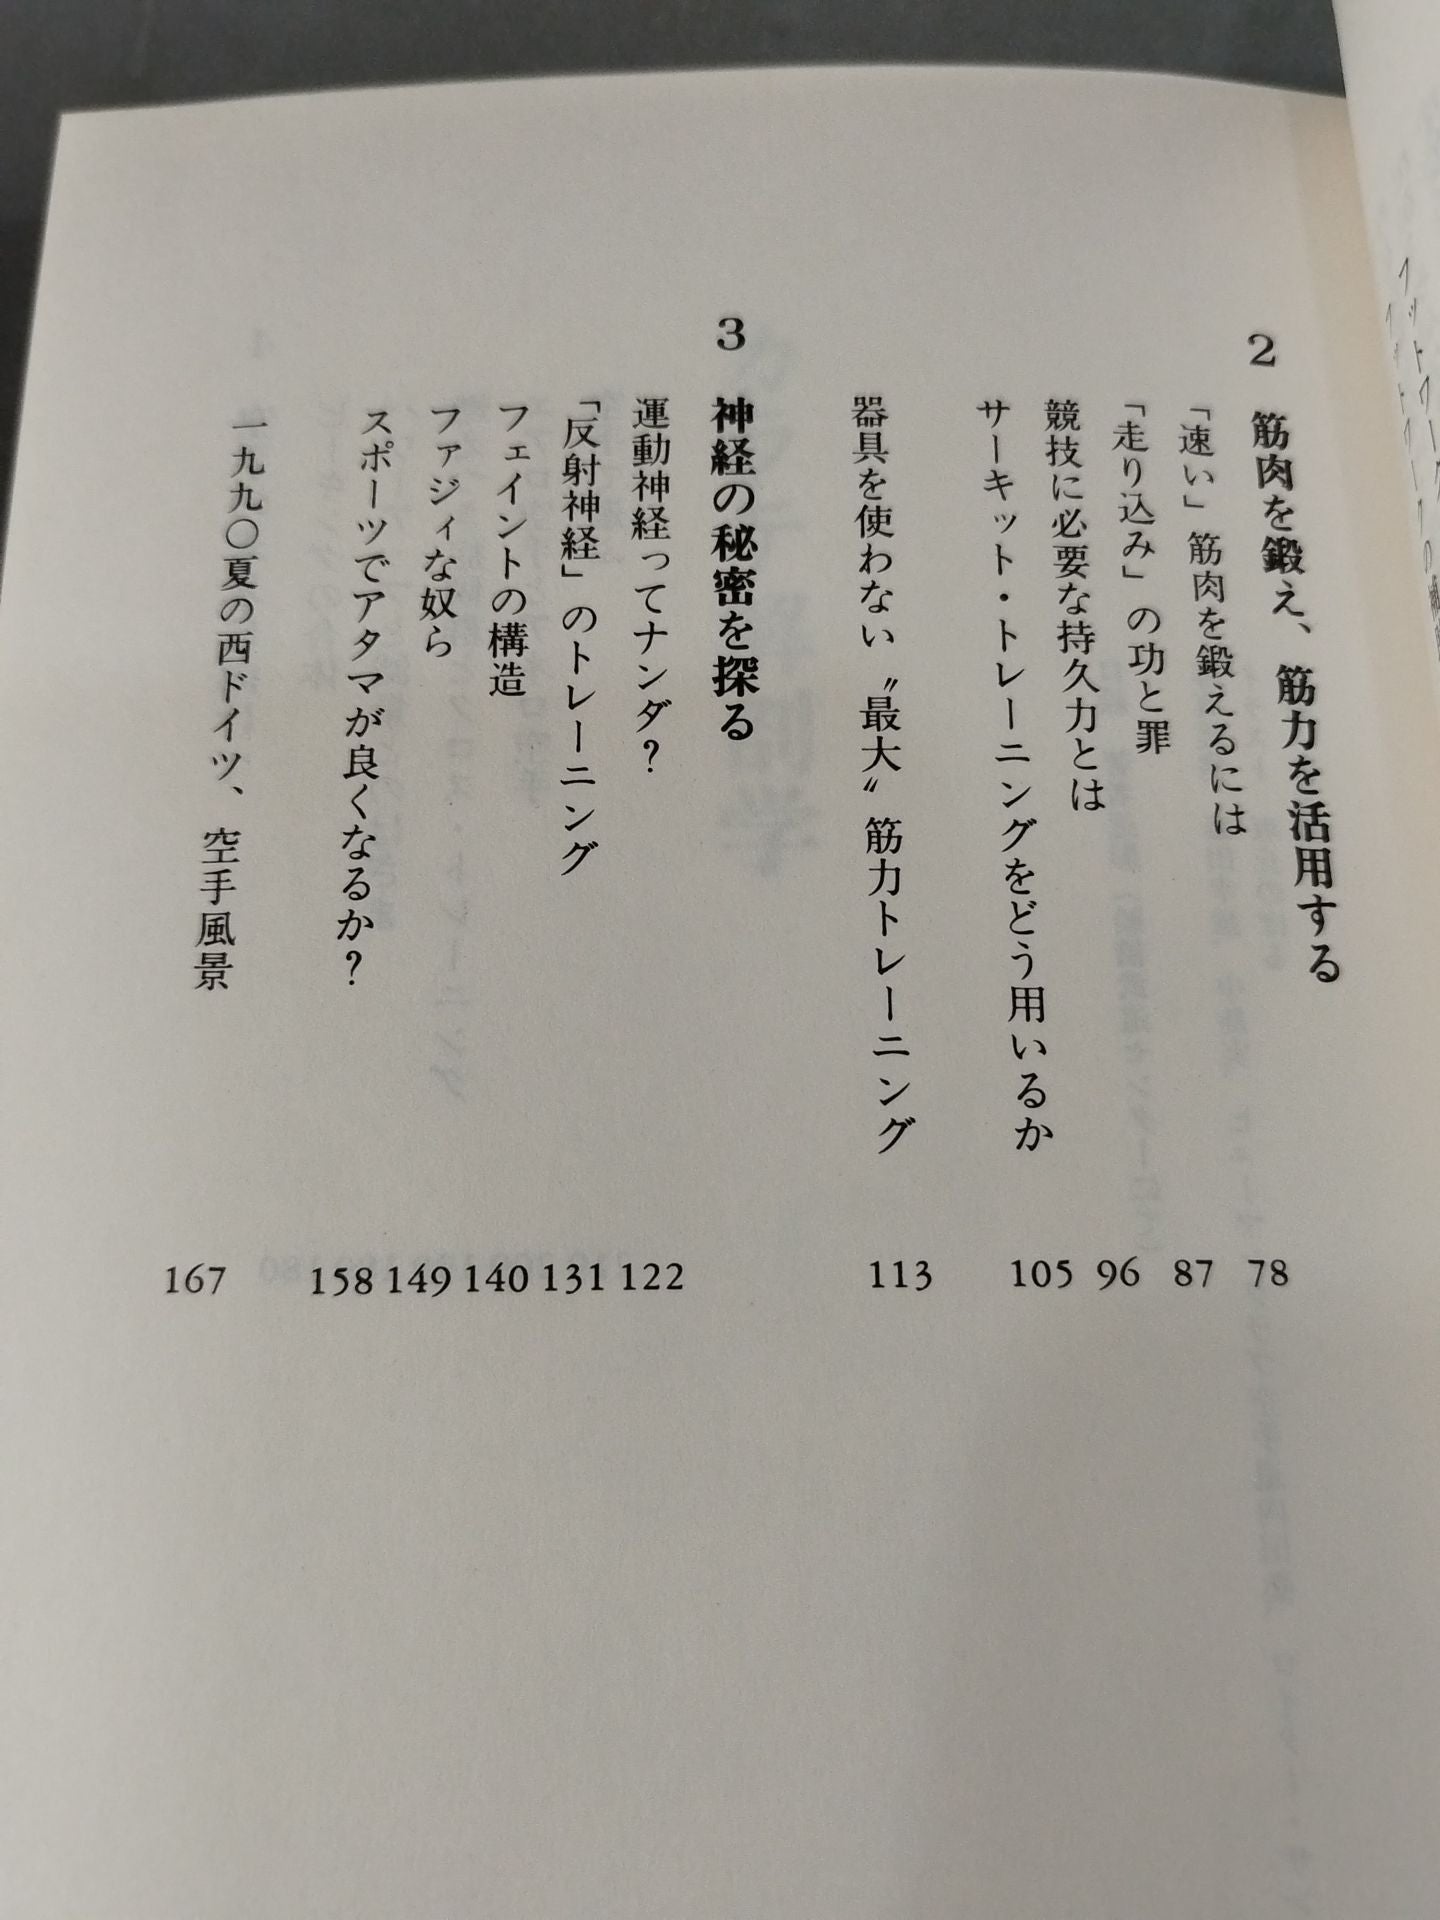 2 筋肉を鍛え、筋力を活用する
「速い」筋肉を鍛えるには 78
「走り込み」の功と罪 87
競技に必要な持久力とは 96
サーキット・トレーニングをどう用いるか 105
器具を使わない〝最大〟筋力トレーニング 113
3 神経の秘密を探る
運動神経ってナンダ? 122
「反射神経」のトレーニング 131
フェイントの構造 140
ファジィな奴ら 149
スポーツでアタマが良くなるか? 158
一九九〇夏の西ドイツ、空手風景 167